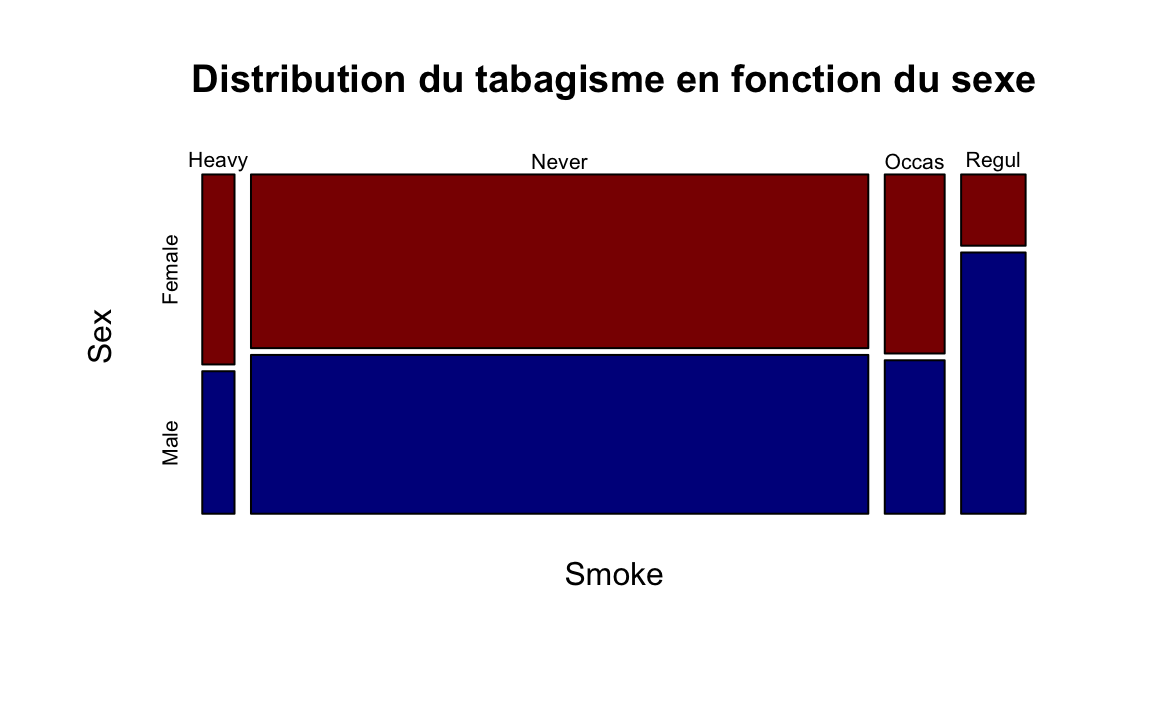 Distribution du tabagisme en fonction du sexe
Heavy
Never
Occas
Regul
Female
Sex
Male
Smoke